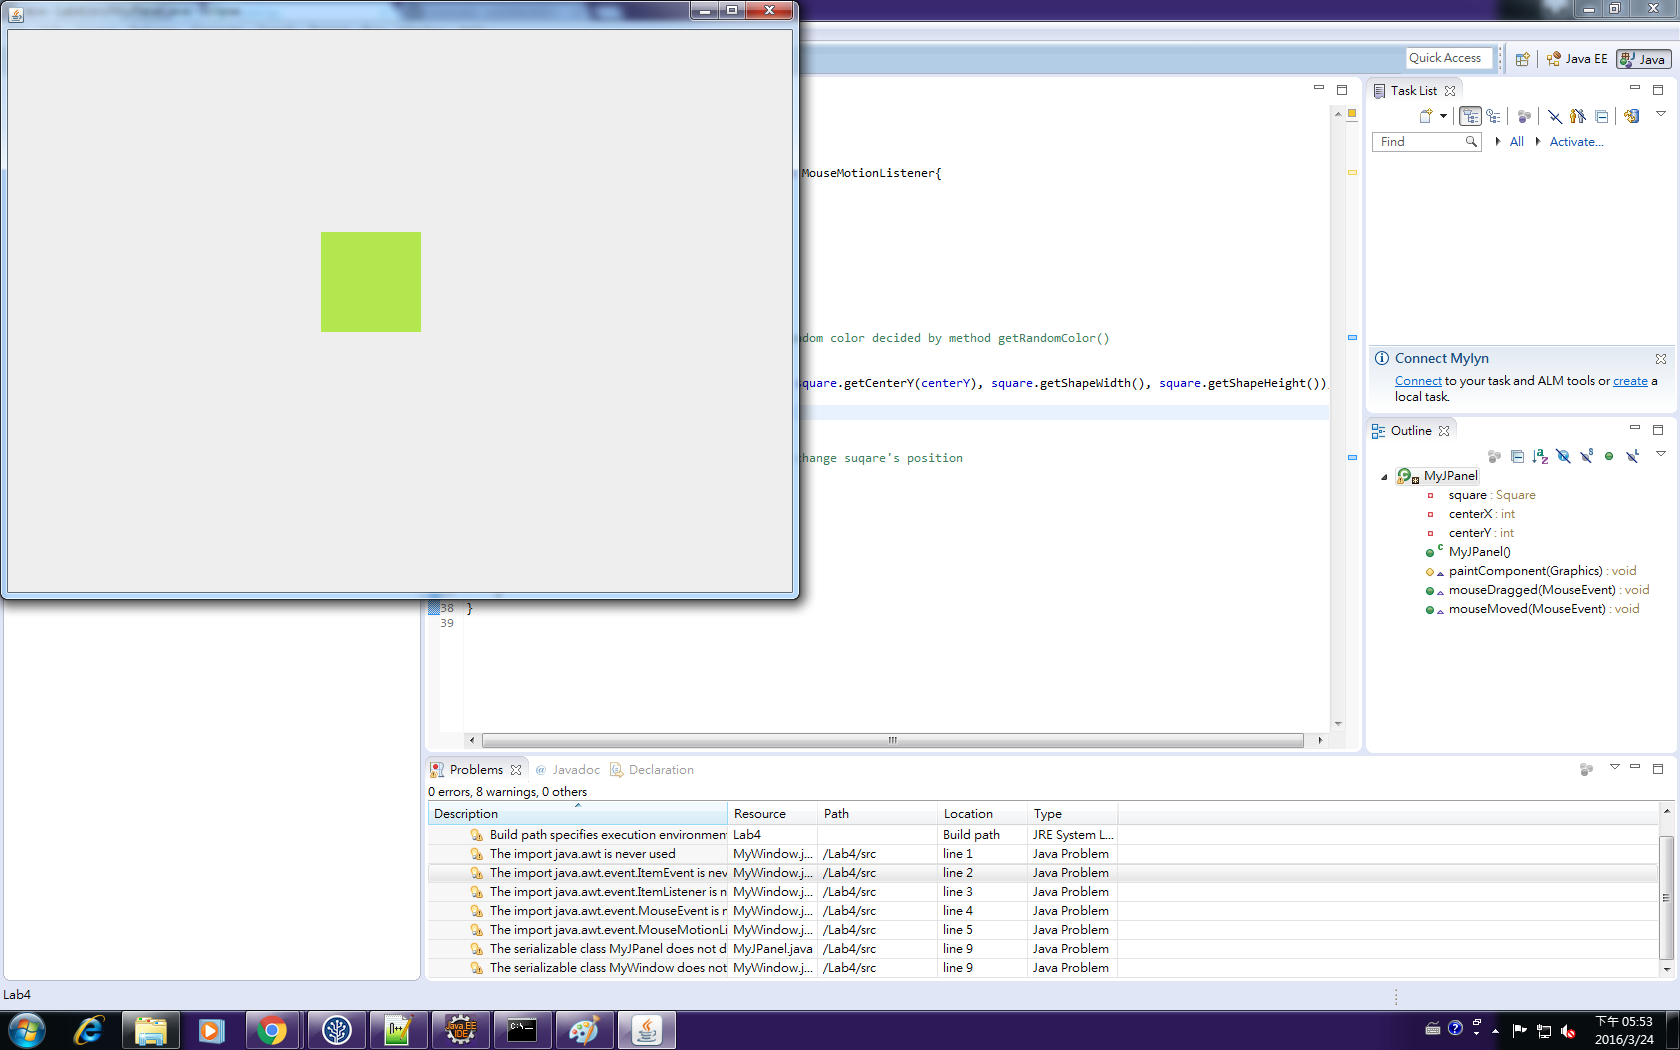 Quick Access
Java EE
Java
Task List
MouseMotionListener{
Find
All
Activate...
dom color decided by method getRandomColor()
Connect Mylyn
square.getCenterY(centerY), square.getShapeWidth(), square.getShapeHeight())
Connect to your task and ALM tools or create a
local task.
Outline
change suqare's position
MyJPanel
square : Square
centerX : int
centerY : int
MyJPanel()
paintComponent(Graphics) : void
mouseDragged(MouseEvent) : void
mouseMoved(MouseEvent) : void
38 }
39
Problems @ Javadoc Declaration
0 errors, 8 warnings, 0 others
Description Resource Path Location Type
Build path specifies execution environmen Lab4 Build path JRE System L...
The import java.awt is never used MyWindow.j... /Lab4/src line 1 Java Problem
The import java.awt.event.ItemEvent is nev MyWindow.j... /Lab4/src line 2 Java Problem
The import java.awt.event.ItemListener is n MyWindow.j... /Lab4/src line 3 Java Problem
The import java.awt.event.MouseEvent is r MyWindow.j... /Lab4/src line 4 Java Problem
The import java.awt.event.MouseMotionLi MyWindow.j... /Lab4/src line 5 Java Problem
The serializable class MyJPanel does not d MyJPanel.java /Lab4/src line 9 Java Problem
The serializable class MyWindow does not MyWindow.j... /Lab4/src line 9 Java Problem
Lab4
Java EE
IDE
下午 05:53
2016/3/24